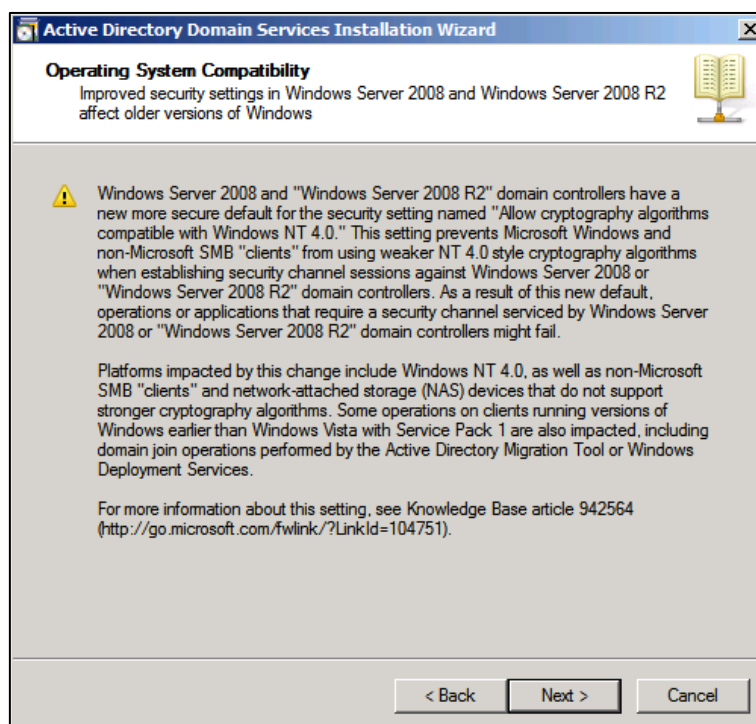 Active Directory Domain Services Installation Wizard
Operating System Compatibility
Improved security settings in Windows Server 2008 and Windows Server 2008 R2
affect older versions of Windows
Windows Server 2008 and "Windows Server 2008 R2" domain controllers have a
new more secure default for the security setting named "Allow cryptography algorithms
compatible with Windows NT 4.0." This setting prevents Microsoft Windows and
non-Microsoft SMB "clients" from using weaker NT 4.0 style cryptography algorithms
when establishing security channel sessions against Windows Server 2008 or
"Windows Server 2008 R2" domain controllers. As a result of this new default,
operations or applications that require a security channel serviced by Windows Server
2008 or "Windows Server 2008 R2" domain controllers might fail.
Platforms impacted by this change include Windows NT 4.0, as well as non-Microsoft
SMB "clients" and network-attached storage (NAS) devices that do not support
stronger cryptography algorithms. Some operations on clients running versions of
Windows earlier than Windows Vista with Service Pack 1 are also impacted, including
domain join operations performed by the Active Directory Migration Tool or Windows
Deployment Services.
For more information about this setting, see Knowledge Base article 942564
(http://go.microsoft.com/fwlink/?LinkId=104751).
< Back
Next >
Cancel